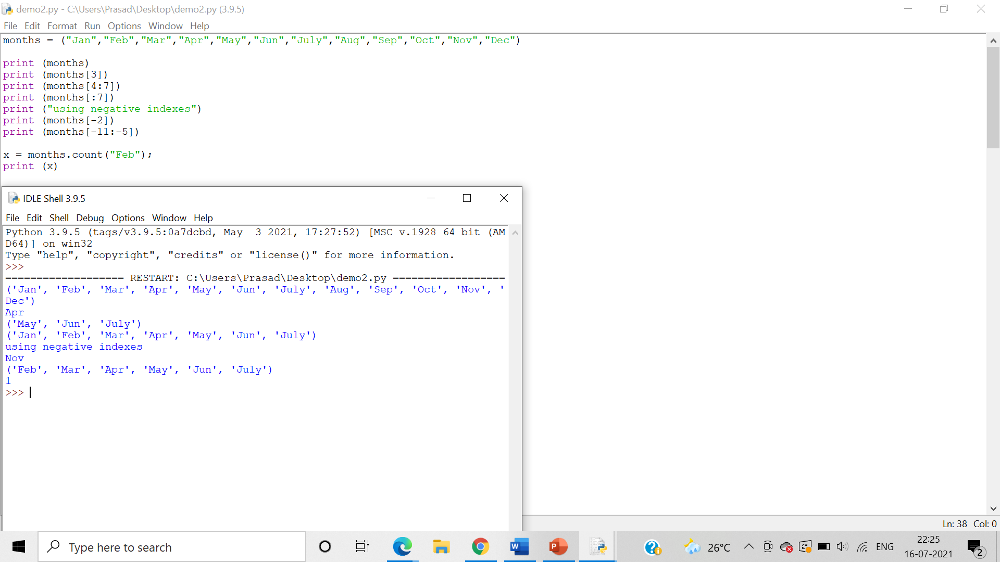 demo2.py - C:\Users\Prasad\Desktop\demo2.py (3.9.5)
File Edit Format Run Options Window Help
months = ("Jan","Feb","Mar","Apr","May","Jun","July","Aug","Sep","Oct","Nov","Dec")
print (months)
print (months[3])
print (months[4:7])
print (months[:7])
print ("using negative indexes")
print (months[-2])
print (months[-11:-5])
x = months.count("Feb");
print (x)
IDLE Shell 3.9.5
File Edit Shell Debug Options Window Help
Python 3.9.5 (tags/v3.9.5:0a7dcbd, May  3 2021, 17:27:52) [MSC v.1928 64 bit (AM
D64)] on win32
Type "help", "copyright", "credits" or "license()" for more information.
>>>
=================== RESTART: C:\Users\Prasad\Desktop\demo2.py ==================
('Jan', 'Feb', 'Mar', 'Apr', 'May', 'Jun', 'July', 'Aug', 'Sep', 'Oct', 'Nov', '
Dec')
Apr
('May', 'Jun', 'July')
('Jan', 'Feb', 'Mar', 'Apr', 'May', 'Jun', 'July')
using negative indexes
Nov
('Feb', 'Mar', 'Apr', 'May', 'Jun', 'July')
1
>>>
Ln: 38 Col: 0
Type here to search
W
P
26°C
ENG
22:25
16-07-2021
2